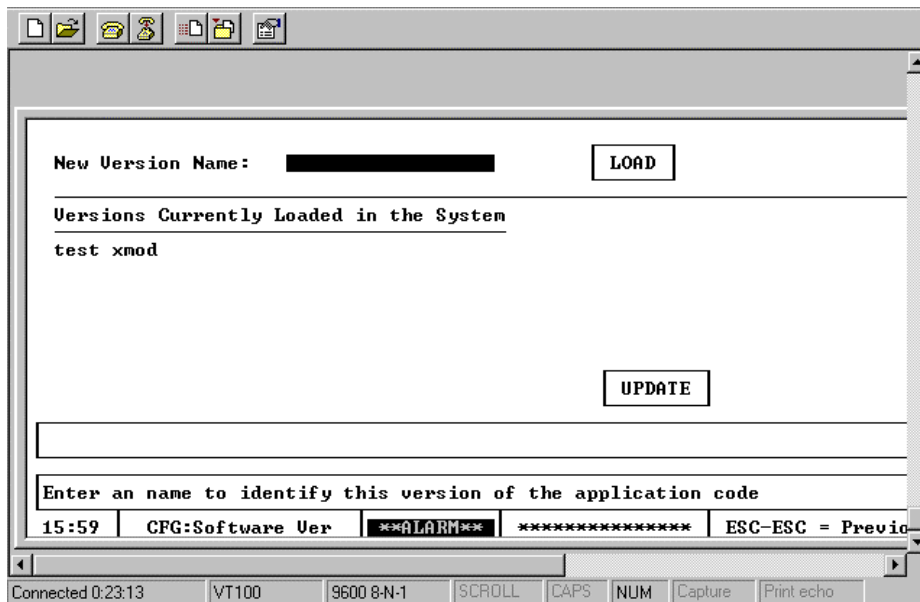 New Version Name: LOAD
Versions Currently Loaded in the System
test xmod
UPDATE
Enter an name to identify this version of the application code
15:59 CFG:Software Ver **ALARM** *************** ESC-ESC = Previo
Connected 0:23:13 VT100 9600 8-N-1 SCROLL CAPS NUM Capture Print echo